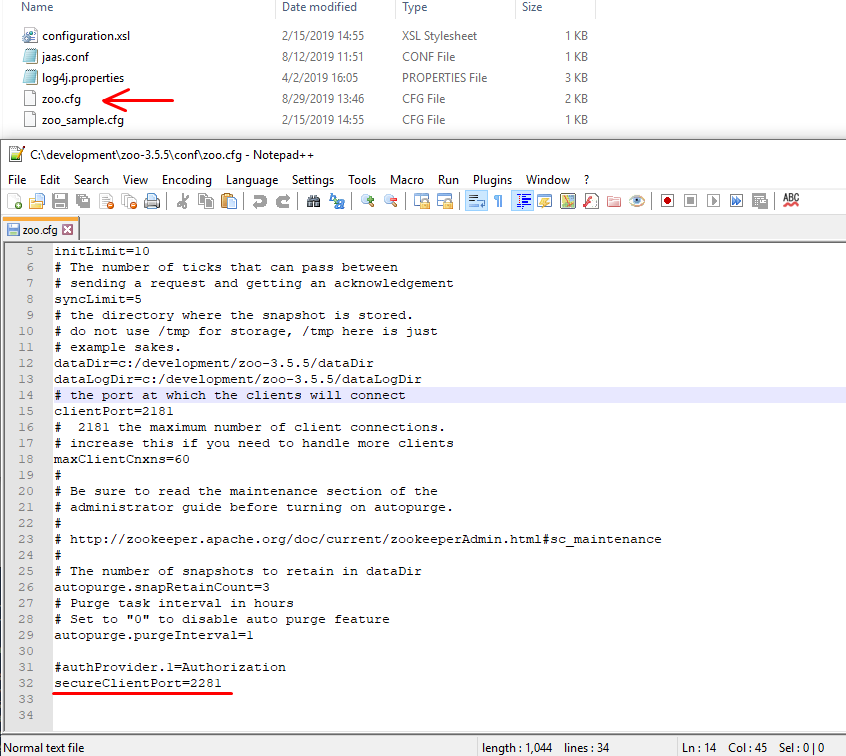 Name Date modified Type Size
configuration.xsl 2/15/2019 14:55 XSL Stylesheet 1 KB
jaas.conf 8/12/2019 11:51 CONF File 1 KB
log4j.properties 4/2/2019 16:05 PROPERTIES File 3 KB
zoo.cfg 8/29/2019 13:46 CFG File 2 KB
zoo_sample.cfg 2/15/2019 14:55 CFG File 1 KB
C:\development\zoo-3.5.5\conf\zoo.cfg - Notepad++
File Edit Search View Encoding Language Settings Tools Macro Run Plugins Window ?
ABC
zoo.cfg
5 initLimit=10
6 # The number of ticks that can pass between
7 # sending a request and getting an acknowledgement
8 syncLimit=5
9 # the directory where the snapshot is stored.
10 # do not use /tmp for storage, /tmp here is just
11 # example sakes.
12 dataDir=c:/development/zoo-3.5.5/dataDir
13 dataLogDir=c:/development/zoo-3.5.5/dataLogDir
14 # the port at which the clients will connect
15 clientPort=2181
16 #  2181 the maximum number of client connections.
17 # increase this if you need to handle more clients
18 maxClientCnxns=60
19 #
20 # Be sure to read the maintenance section of the
21 # administrator guide before turning on autopurge.
22 #
23 # http://zookeeper.apache.org/doc/current/zookeeperAdmin.html#sc_maintenance
24 #
25 # The number of snapshots to retain in dataDir
26 autopurge.snapRetainCount=3
27 # Purge task interval in hours
28 # Set to "0" to disable auto purge feature
29 autopurge.purgeInterval=1
30
31 #authProvider.1=Authorization
32 secureClientPort=2281
33
34
Normal text file length : 1,044 lines : 34 Ln : 14 Col : 45 Sel : 0 | 0